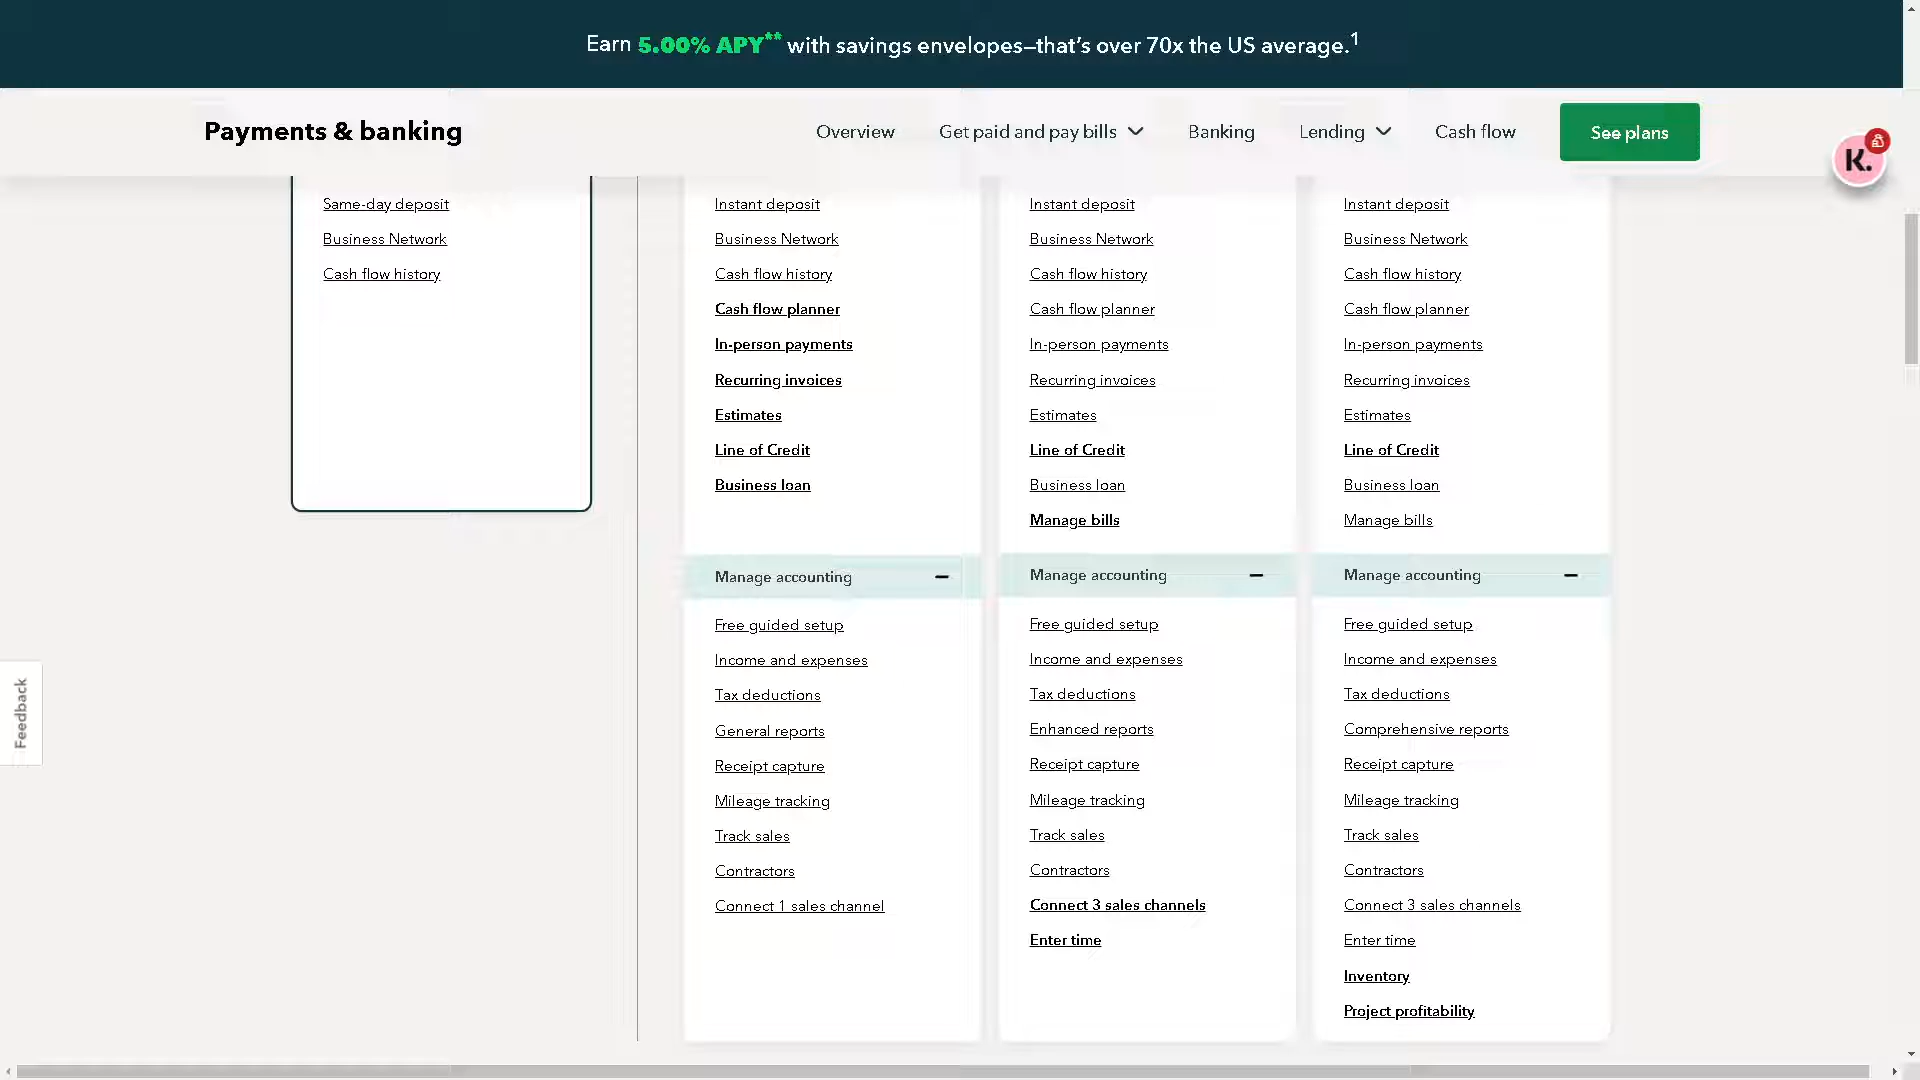 Earn 5.00% APY** with savings envelopes—that's over 70x the US average.1
Payments & banking
Overview
Get paid and pay bills
Banking
Lending
Cash flow
See plans
K.
Same-day deposit
Business Network
Cash flow history
Instant deposit
Business Network
Cash flow history
Cash flow planner
In-person payments
Recurring invoices
Estimates
Line of Credit
Business loan
Manage accounting
Free guided setup
Income and expenses
Tax deductions
General reports
Receipt capture
Mileage tracking
Track sales
Contractors
Connect 1 sales channel
Instant deposit
Business Network
Cash flow history
Cash flow planner
In-person payments
Recurring invoices
Estimates
Line of Credit
Business loan
Manage bills
Manage accounting
Free guided setup
Income and expenses
Tax deductions
Enhanced reports
Receipt capture
Mileage tracking
Track sales
Contractors
Connect 3 sales channels
Enter time
Instant deposit
Business Network
Cash flow history
Cash flow planner
In-person payments
Recurring invoices
Estimates
Line of Credit
Business loan
Manage bills
Manage accounting
Free guided setup
Income and expenses
Tax deductions
Comprehensive reports
Receipt capture
Mileage tracking
Track sales
Contractors
Connect 3 sales channels
Enter time
Inventory
Project profitability
Feedback